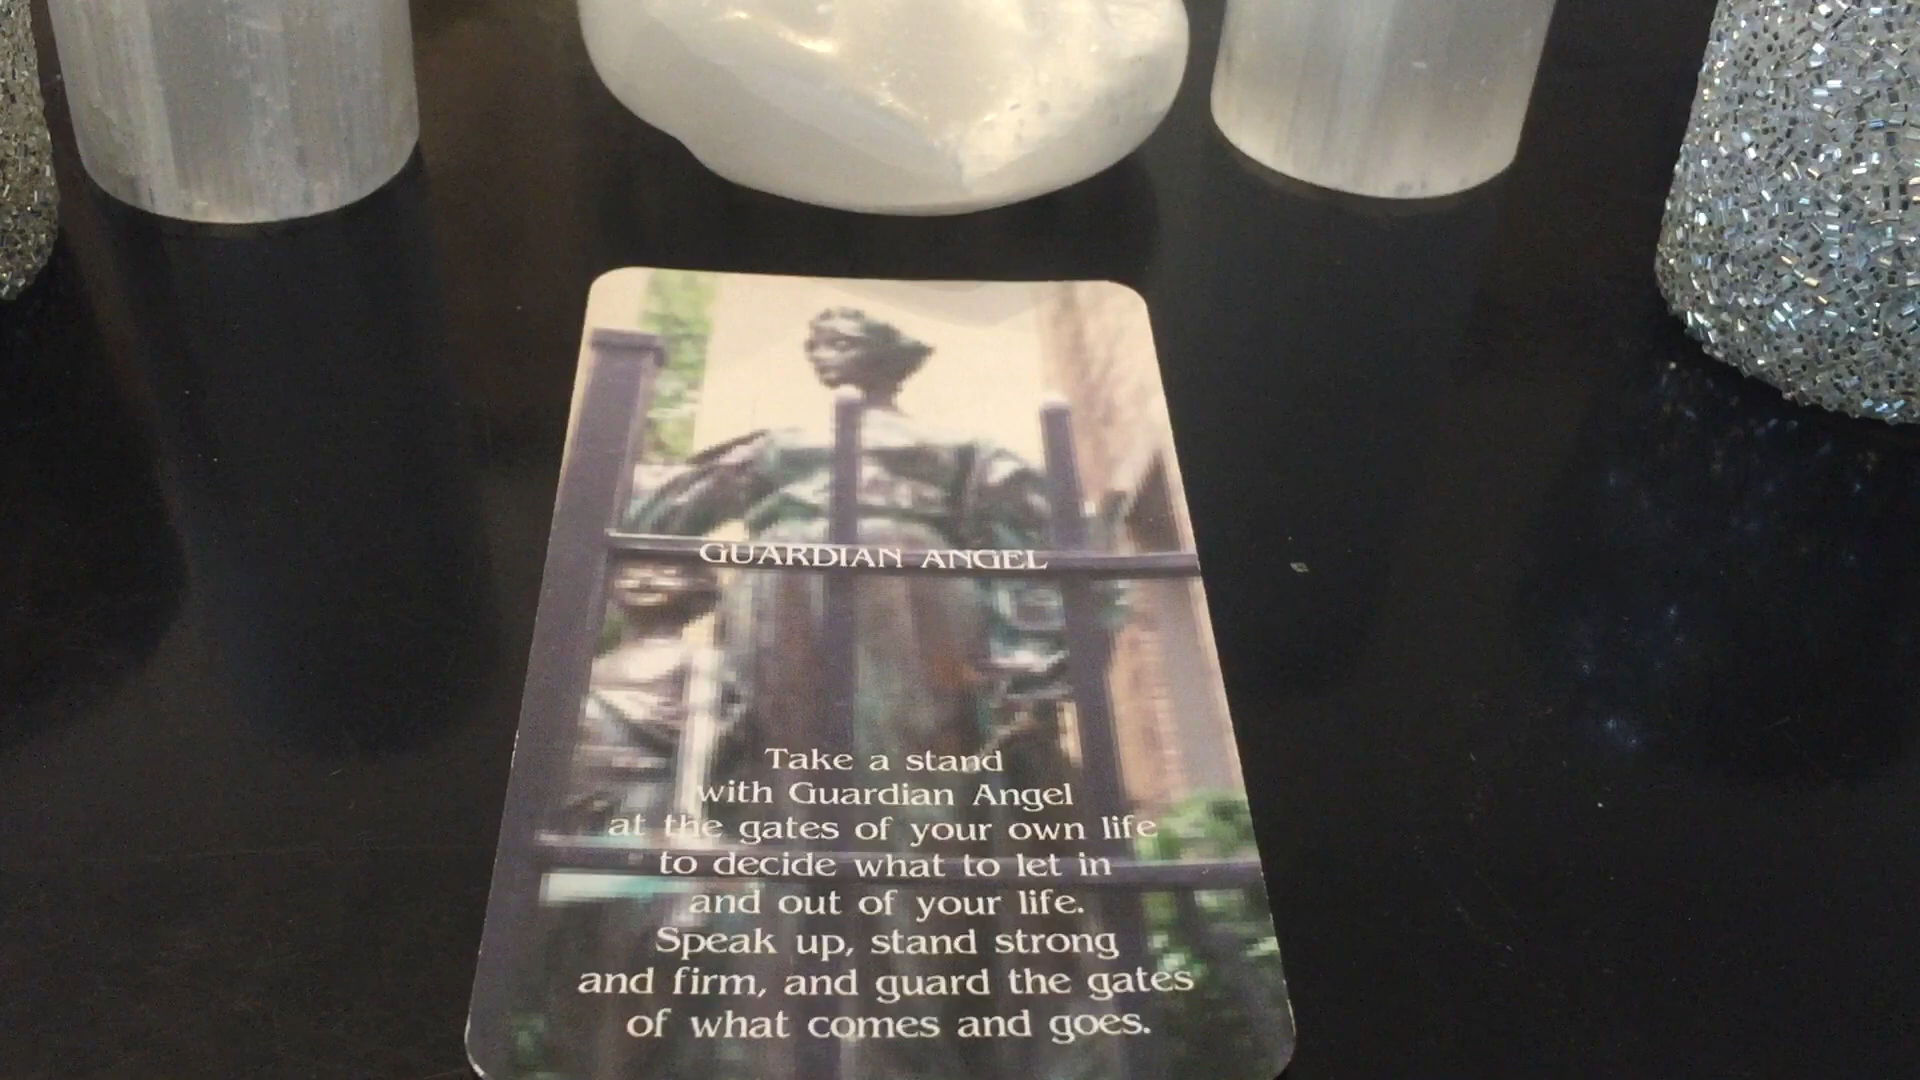 GUARDIAN ANGEL
Take a stand
with Guardian Angel
at the gates of your own life
to decide what to let in
and out of your life.
Speak up, stand strong
and firm, and guard the gates
of what comes and goes.